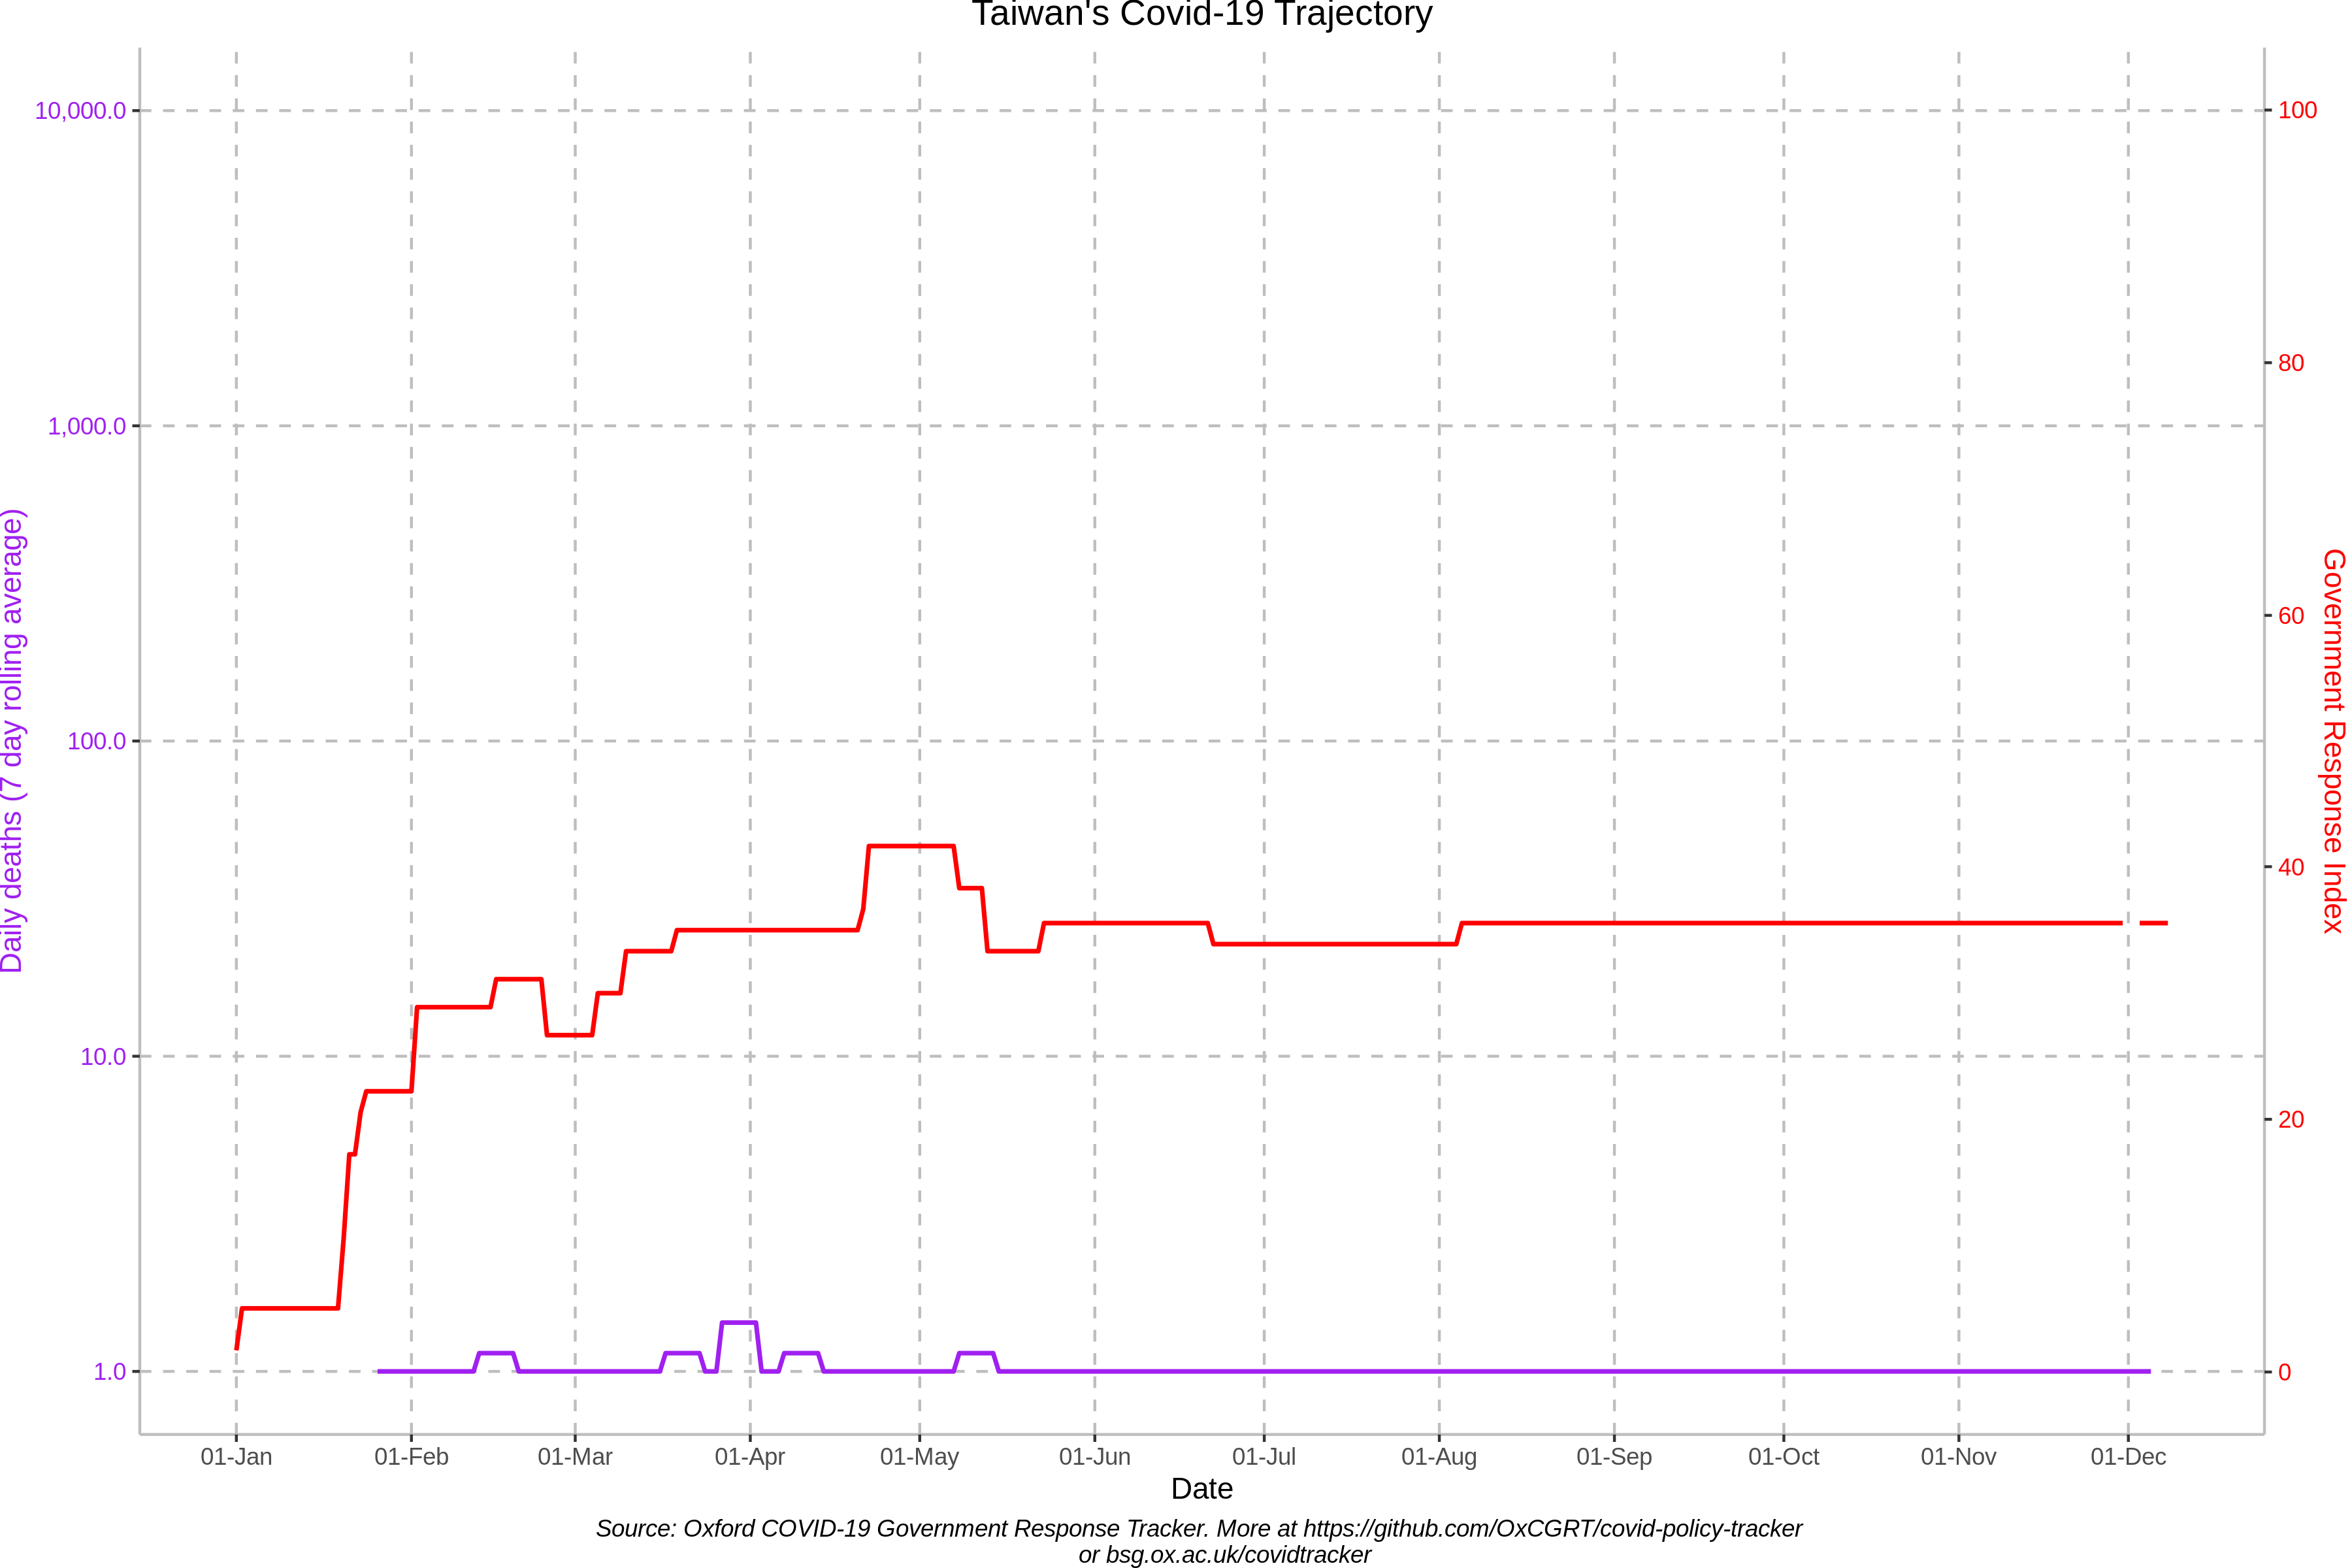 Taiwan's Covid-19 Trajectory
10,000.0
1,000.0
100.0
10.0
1.0
Daily deaths (7 day rolling average)
100
80
60
40
20
0
Government Response Index
01-Jan 01-Feb 01-Mar 01-Apr 01-May 01-Jun 01-Jul 01-Aug 01-Sep 01-Oct 01-Nov 01-Dec
Date
Source: Oxford COVID-19 Government Response Tracker. More at https://github.com/OxCGRT/covid-policy-tracker
or bsg.ox.ac.uk/covidtracker